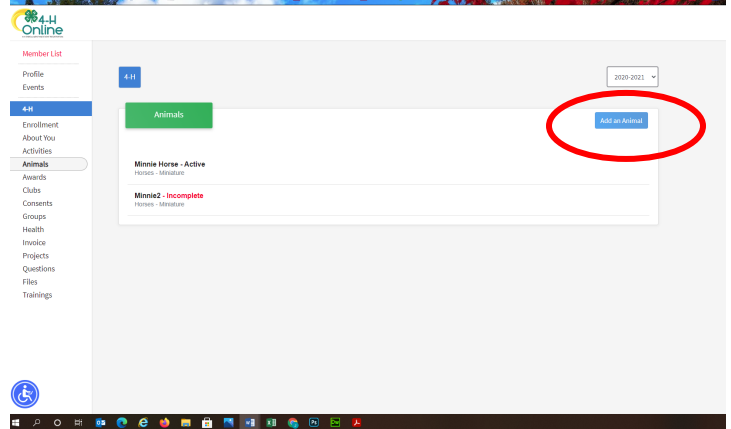 4-H
Online
Member List
Profile
Events
4-H
Enrollment
About You
Activities
Animals
Awards
Clubs
Consents
Groups
Health
Invoice
Projects
Questions
Files
Trainings
4-H
2020-2021
Animals
Add an Animal
Minnie Horse - Active
Horses - Miniature
Minnie2 - Incomplete
Horses - Miniature